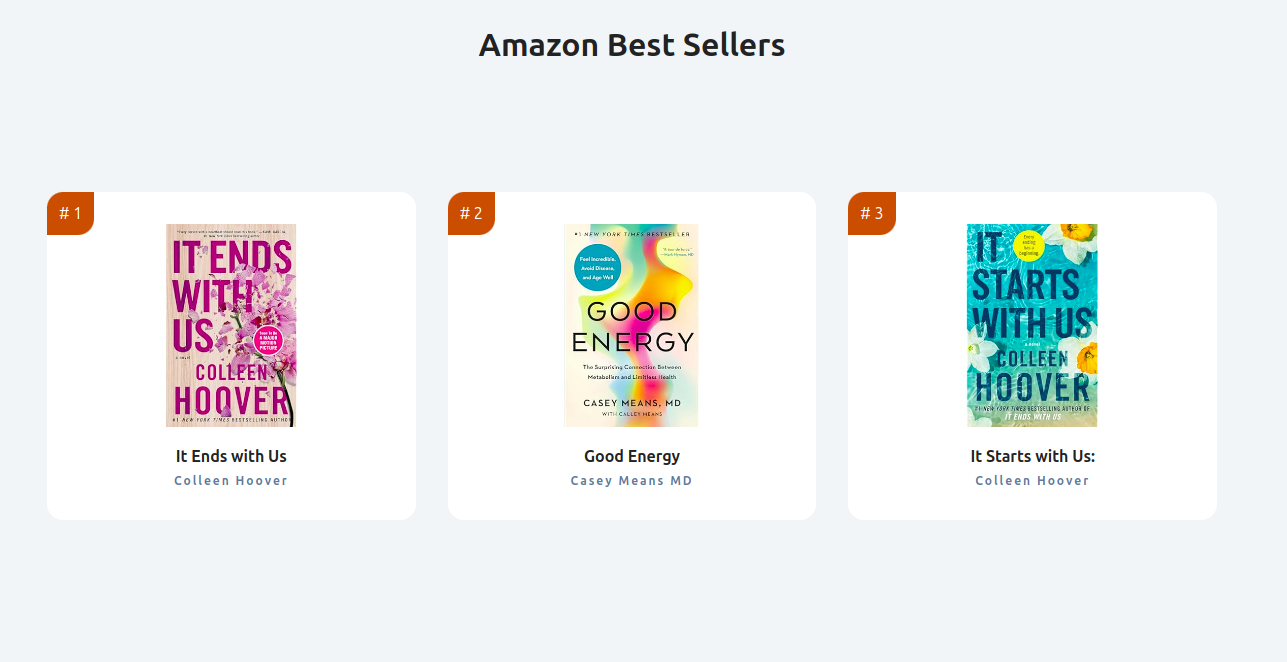 Amazon Best Sellers
# 1
IT ENDS
WITH
US
a novel
SOON TO BE
A MAJOR
MOTION
PICTURE
COLLEEN
HOOVER
#1 NEW YORK TIMES BESTSELLING AUTHOR
It Ends with Us
Colleen Hoover
# 2
#1 NEW YORK TIMES BESTSELLER
Feel Incredible,
Avoid Disease,
and Age Well
—Mark Hyman, MD
GOOD
ENERGY
The Surprising Connection Between
Metabolism and Limitless Health
CASEY MEANS, MD
WITH CALLEY MEANS
Good Energy
Casey Means MD
# 3
IT
Every
ending
has a
beginning.
STARTS
WITH US
a novel
COLLEEN
HOOVER
#1 NEW YORK TIMES BESTSELLING AUTHOR OF
IT ENDS WITH US
It Starts with Us:
Colleen Hoover